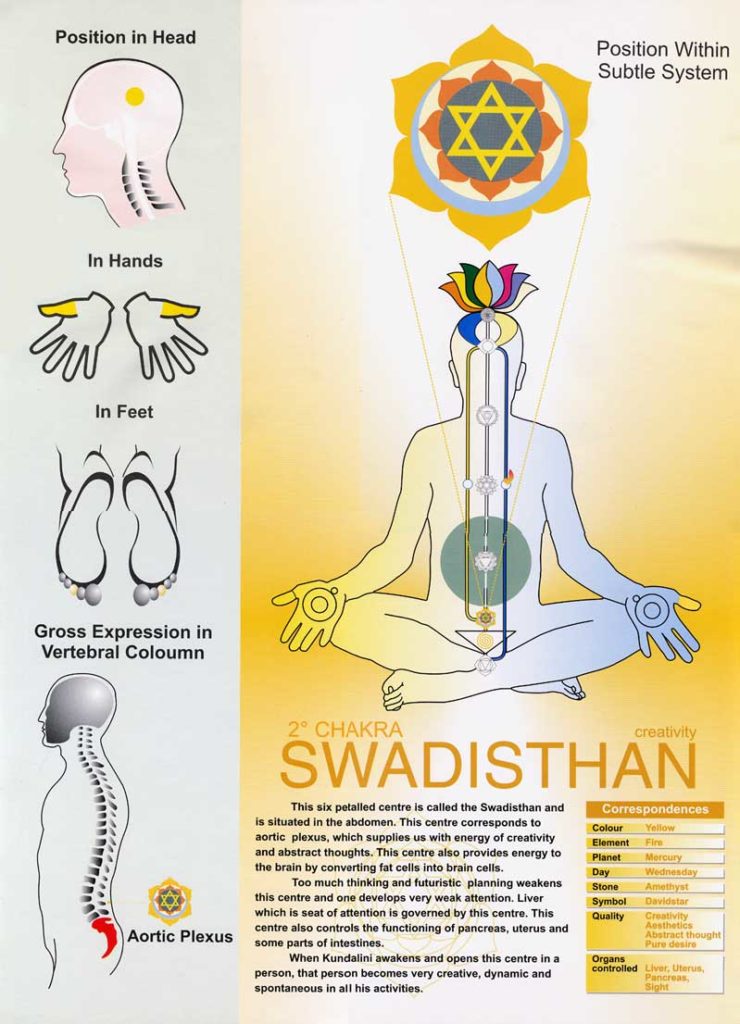 Position in Head
In Hands
In Feet
Gross Expression in
Vertebral Coloumn
Aortic Plexus
Position Within
Subtle System
2° CHAKRA
creativity
SWADISTHAN
This six petalled centre is called the Swadisthan and
is situated in the abdomen. This centre corresponds to
aortic plexus, which supplies us with energy of creativity
and abstract thoughts. This centre also provides energy to
the brain by converting fat cells into brain cells.
Too much thinking and futuristic planning weakens
this centre and one develops very weak attention. Liver
which is seat of attention is governed by this centre. This
centre also controls the functioning of pancreas, uterus and
some parts of intestines.
When Kundalini awakens and opens this centre in a
person, that person becomes very creative, dynamic and
spontaneous in all his activities.
Correspondences
Colour Yellow
Element Fire
Planet Mercury
Day Wednesday
Stone Amethyst
Symbol Davidstar
Quality Creativity
Aesthetics
Abstract thought
Pure desire
Organs
controlled Liver, Uterus,
Pancreas,
Sight